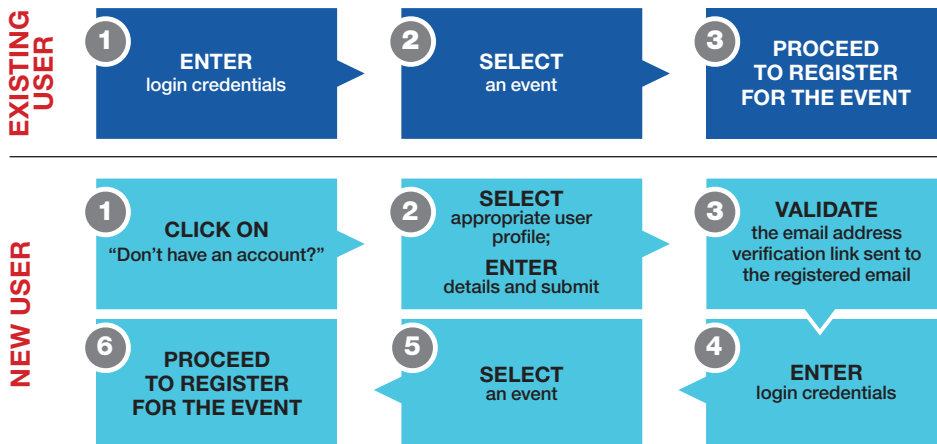 EXISTING
USER
1
ENTER
login credentials
2
SELECT
an event
3
PROCEED
TO REGISTER
FOR THE EVENT
NEW USER
1
CLICK ON
“Don’t have an account?”
2
SELECT
appropriate user
profile;
ENTER
details and submit
3
VALIDATE
the email address
verification link sent to
the registered email
4
ENTER
login credentials
5
SELECT
an event
6
PROCEED
TO REGISTER
FOR THE EVENT